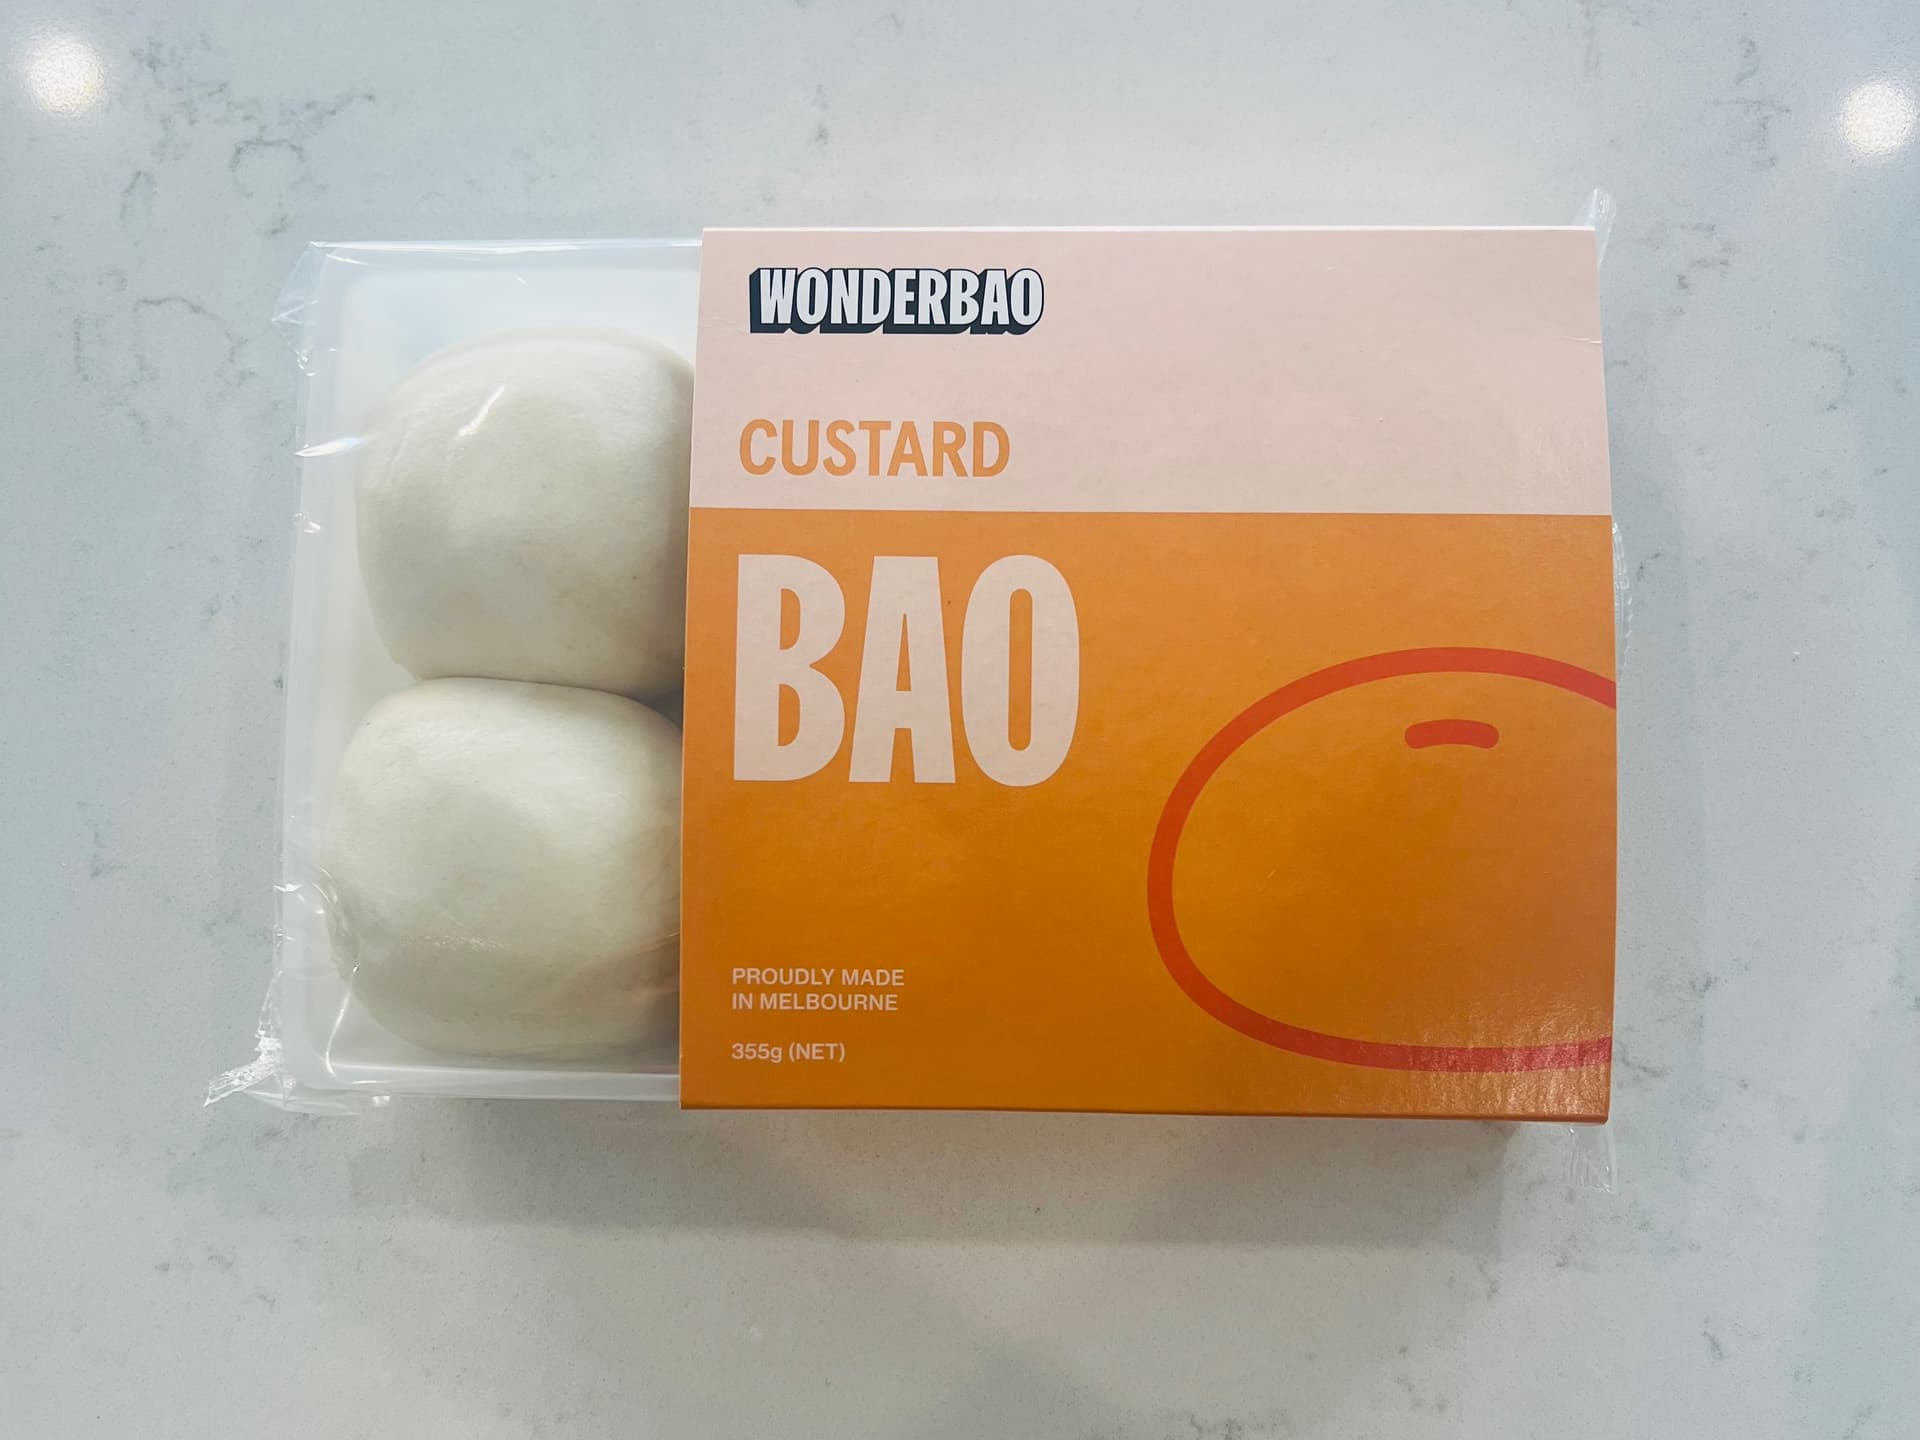 WONDERBAO
CUSTARD
BAO
PROUDLY MADE
IN MELBOURNE
355g (NET)